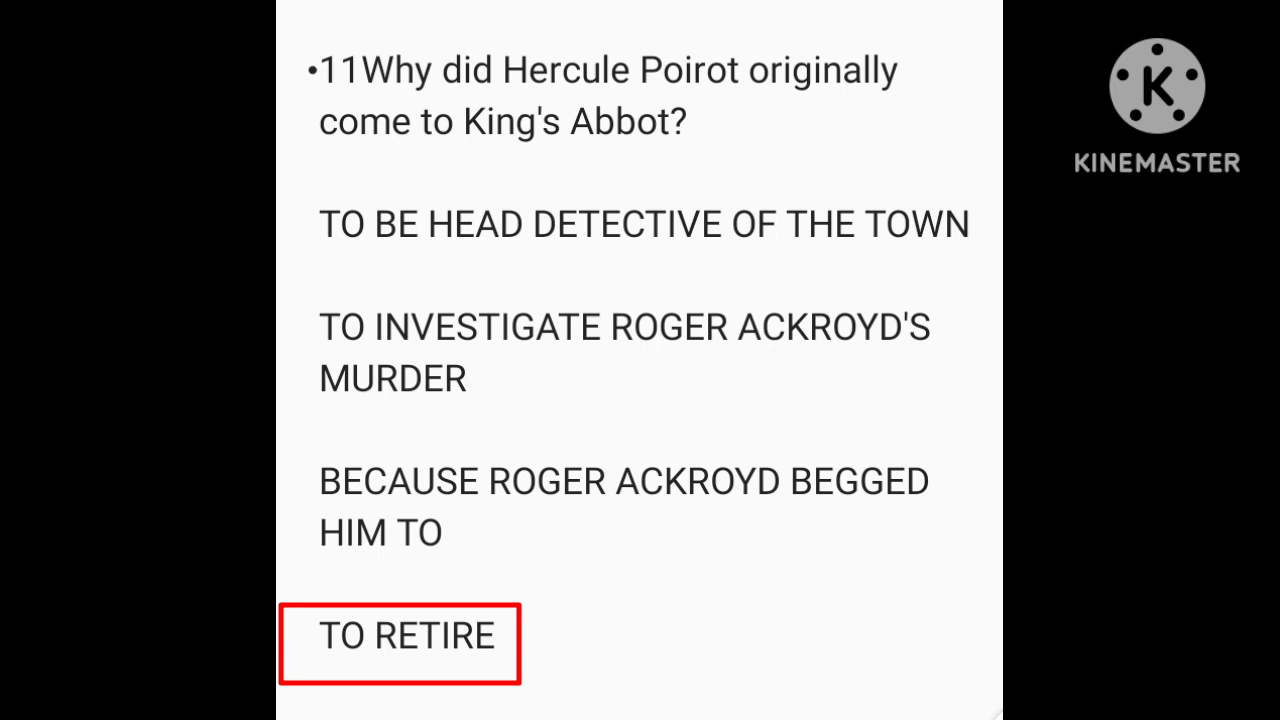 •11Why did Hercule Poirot originally
come to King's Abbot?
TO BE HEAD DETECTIVE OF THE TOWN
TO INVESTIGATE ROGER ACKROYD'S
MURDER
BECAUSE ROGER ACKROYD BEGGED
HIM TO
TO RETIRE
K
KINEMASTER